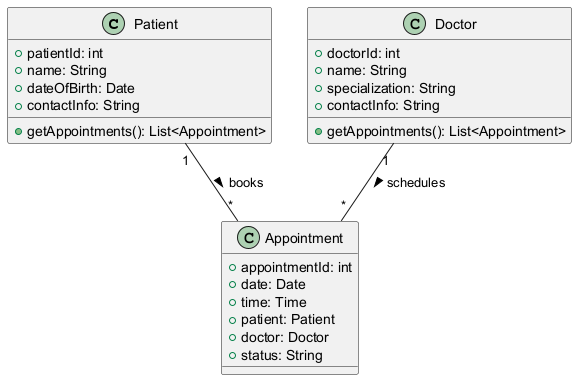 C Patient
patientId: int
name: String
dateOfBirth: Date
contactInfo: String
getAppointments(): List<Appointment>
C Doctor
doctorId: int
name: String
specialization: String
contactInfo: String
getAppointments(): List<Appointment>
1
books
*
1
schedules
*
C Appointment
appointmentId: int
date: Date
time: Time
patient: Patient
doctor: Doctor
status: String